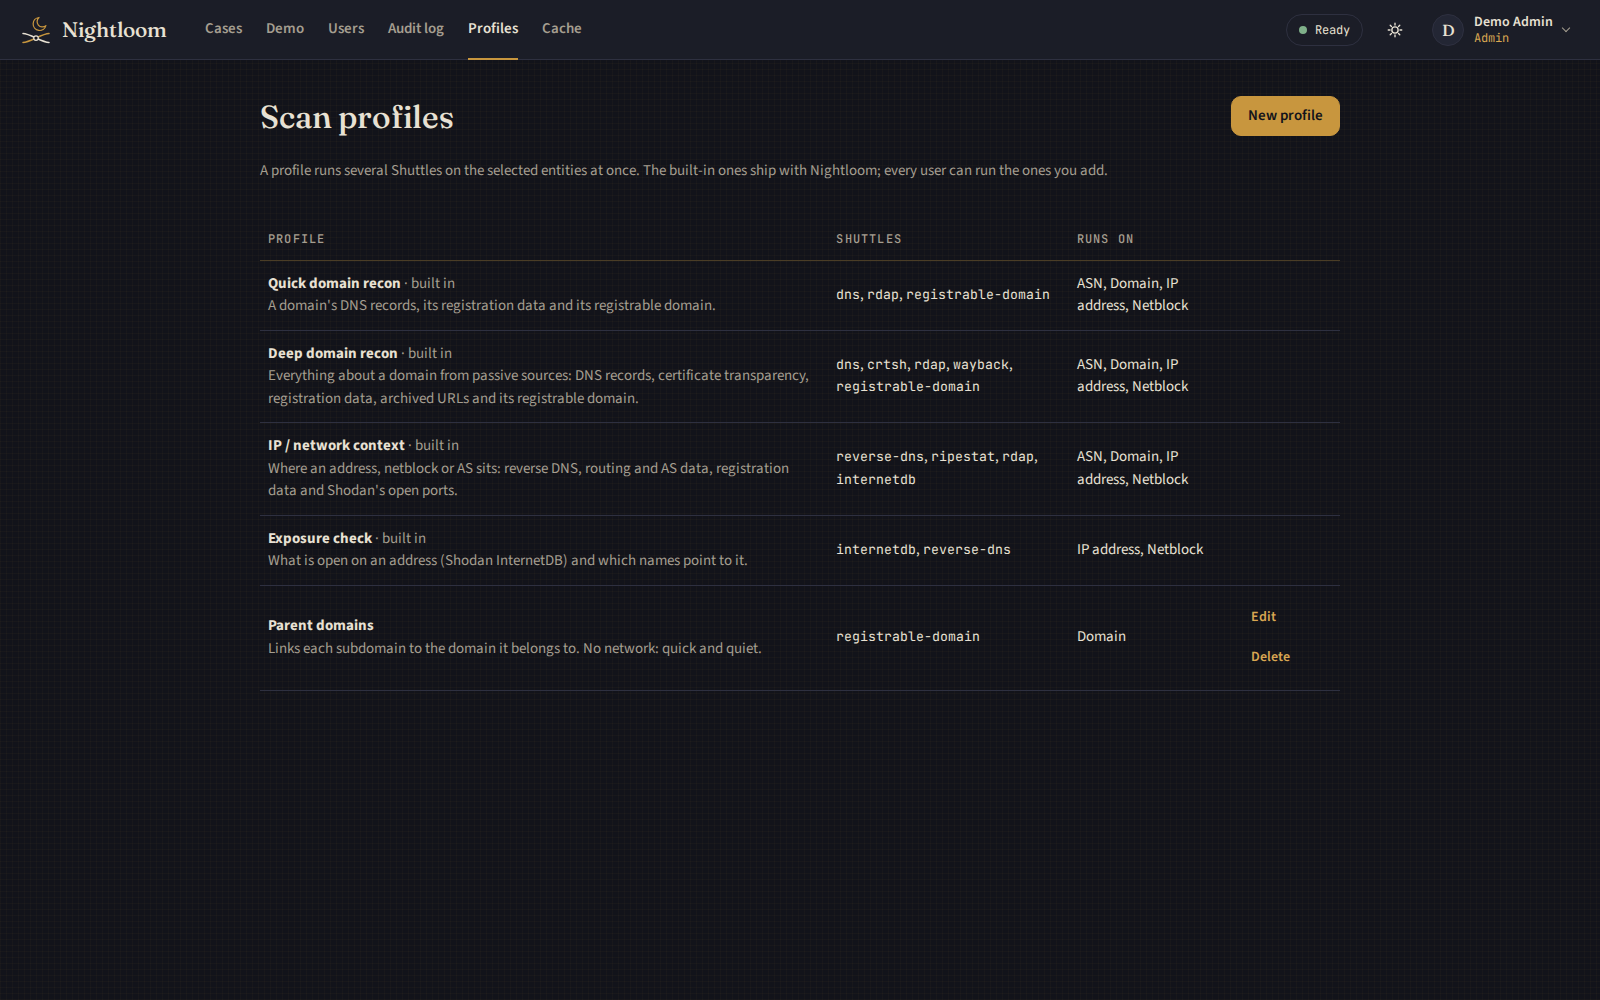 Nightloom Cases Demo Users Audit log Profiles Cache Ready D Demo Admin
Admin
Scan profiles
New profile
A profile runs several Shuttles on the selected entities at once. The built-in ones ship with Nightloom; every user can run the ones you add.
PROFILE SHUTTLES RUNS ON
Quick domain recon · built in
A domain's DNS records, its registration data and its registrable domain.
dns, rdap, registrable-domain
ASN, Domain, IP
address, Netblock
Deep domain recon · built in
Everything about a domain from passive sources: DNS records, certificate transparency,
registration data, archived URLs and its registrable domain.
dns, crtsh, rdap, wayback,
registrable-domain
ASN, Domain, IP
address, Netblock
IP / network context · built in
Where an address, netblock or AS sits: reverse DNS, routing and AS data, registration
data and Shodan's open ports.
reverse-dns, ripestat, rdap,
internetdb
ASN, Domain, IP
address, Netblock
Exposure check · built in
What is open on an address (Shodan InternetDB) and which names point to it.
internetdb, reverse-dns
IP address, Netblock
Parent domains
Links each subdomain to the domain it belongs to. No network: quick and quiet.
registrable-domain
Domain
Edit
Delete